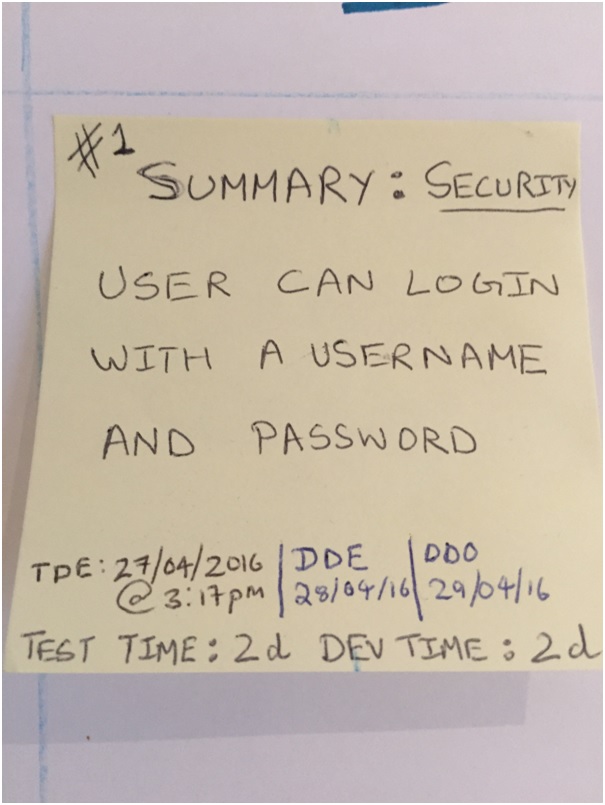 #1
SUMMARY: SECURITY
USER CAN LOGIN
WITH A USERNAME
AND PASSWORD
TDE: 27/04/2016 | DDE | DDO
@ 3:17pm | 28/04/16 | 29/04/16
TEST TIME: 2d DEV TIME: 2d